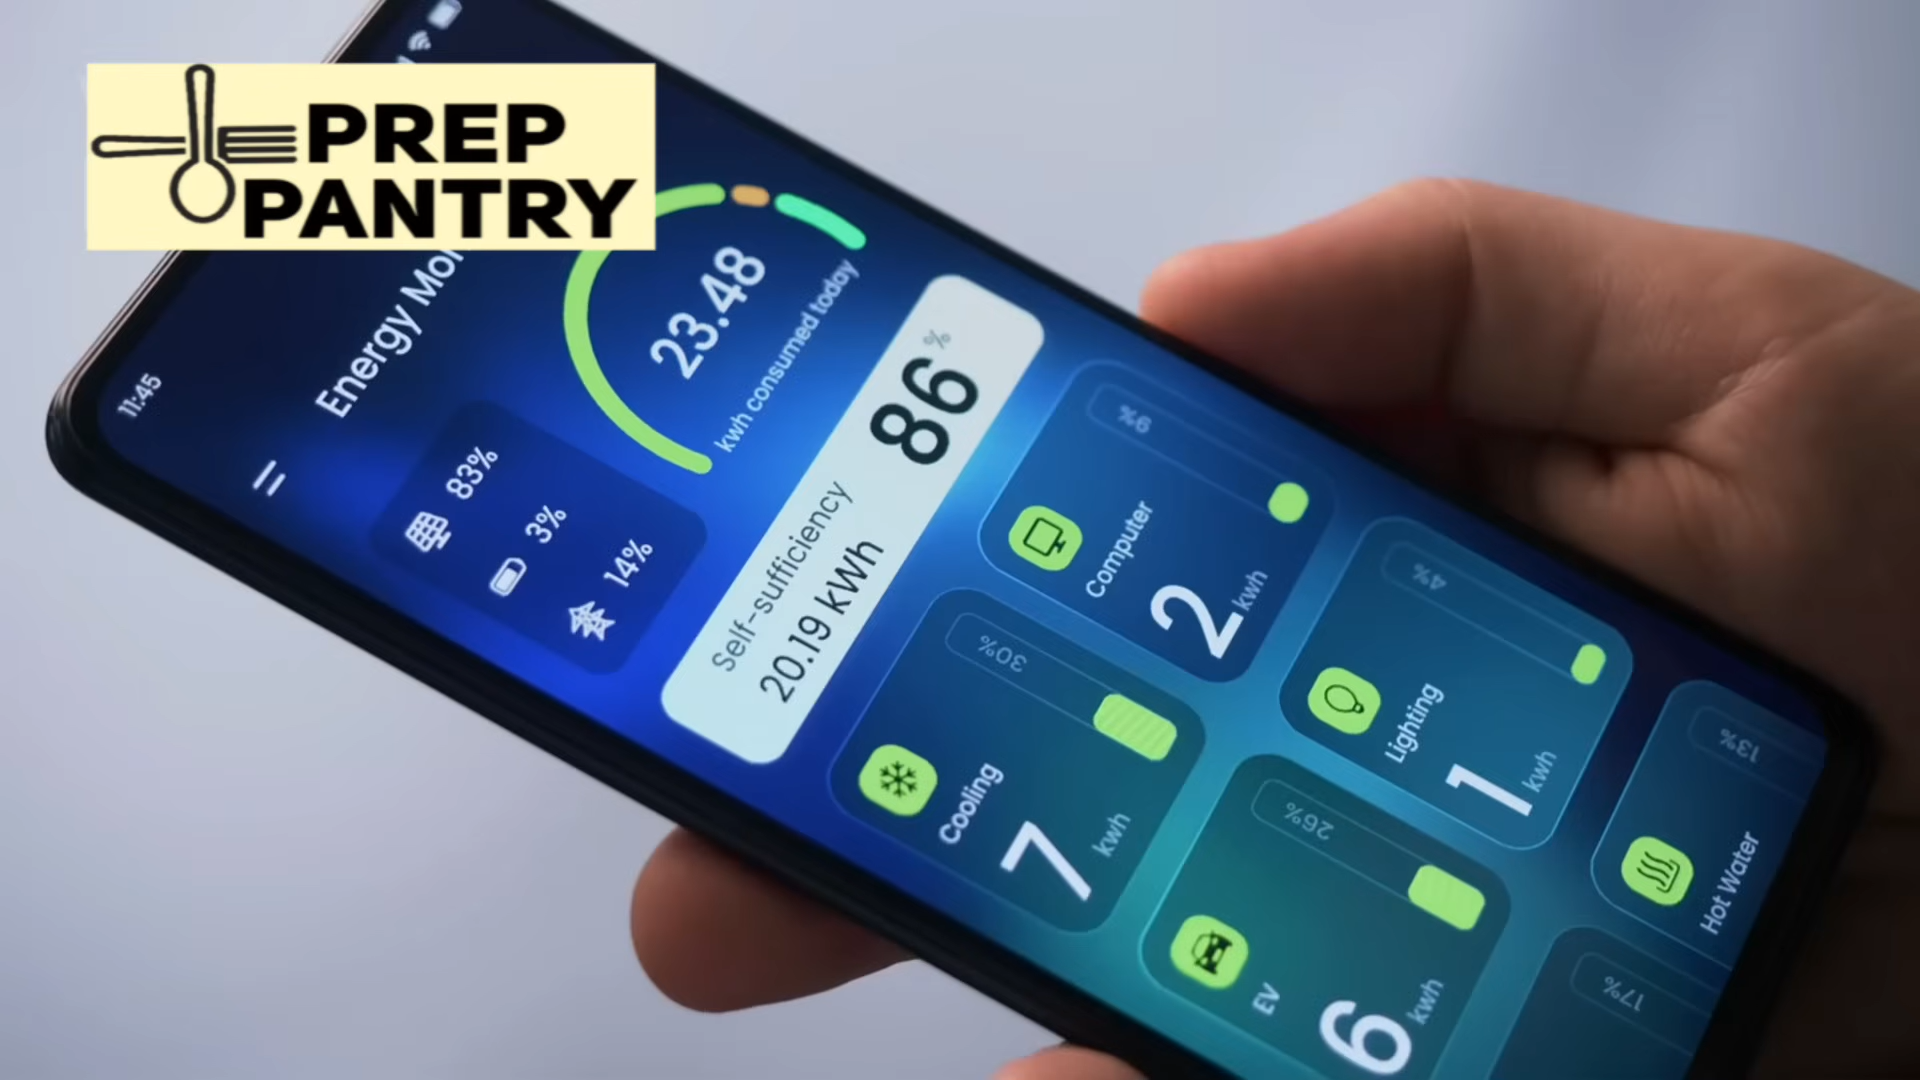 PREP
PANTRY
11:45
Energy Mo
83%
3%
14%
23.48
kwh consumed today
Self-sufficiency
20.19 kWh
86
%
Computer
2
kwh
9%
Cooling
7
kwh
30%
Lighting
1
kwh
4%
EV
6
kwh
26%
Hot Water
13%
17%